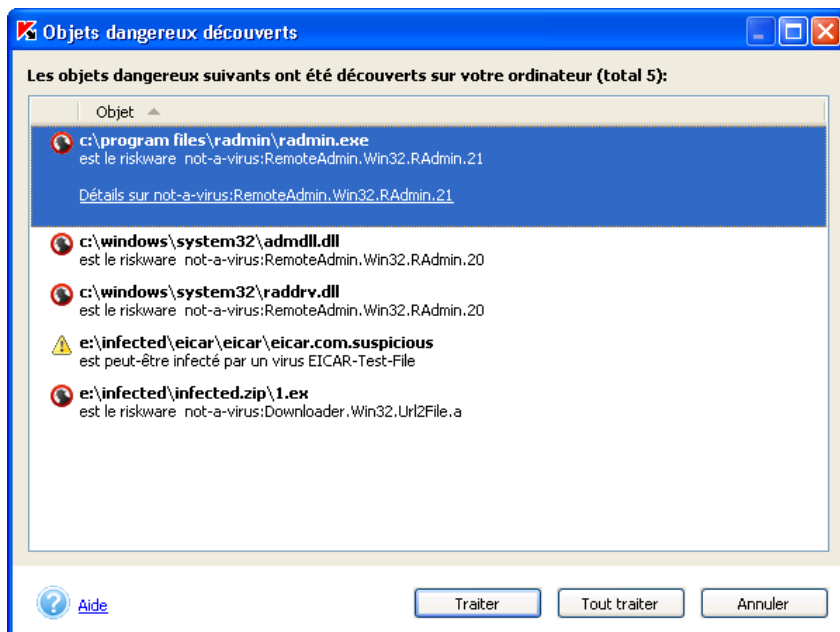 Objets dangereux découverts
Les objets dangereux suivants ont été découverts sur votre ordinateur (total 5):
Objet
c:\program files\radmin\radmin.exe
est le riskware not-a-virus:RemoteAdmin.Win32.RAdmin.21
Détails sur not-a-virus:RemoteAdmin.Win32.RAdmin.21
c:\windows\system32\admdll.dll
est le riskware not-a-virus:RemoteAdmin.Win32.RAdmin.20
c:\windows\system32\raddrv.dll
est le riskware not-a-virus:RemoteAdmin.Win32.RAdmin.20
e:\infected\eicar\eicar\eicar.com.suspicious
est peut-être infecté par un virus EICAR-Test-File
e:\infected\infected.zip\1.ex
est le riskware not-a-virus:Downloader.Win32.Url2File.a
Aide
Traiter
Tout traiter
Annuler